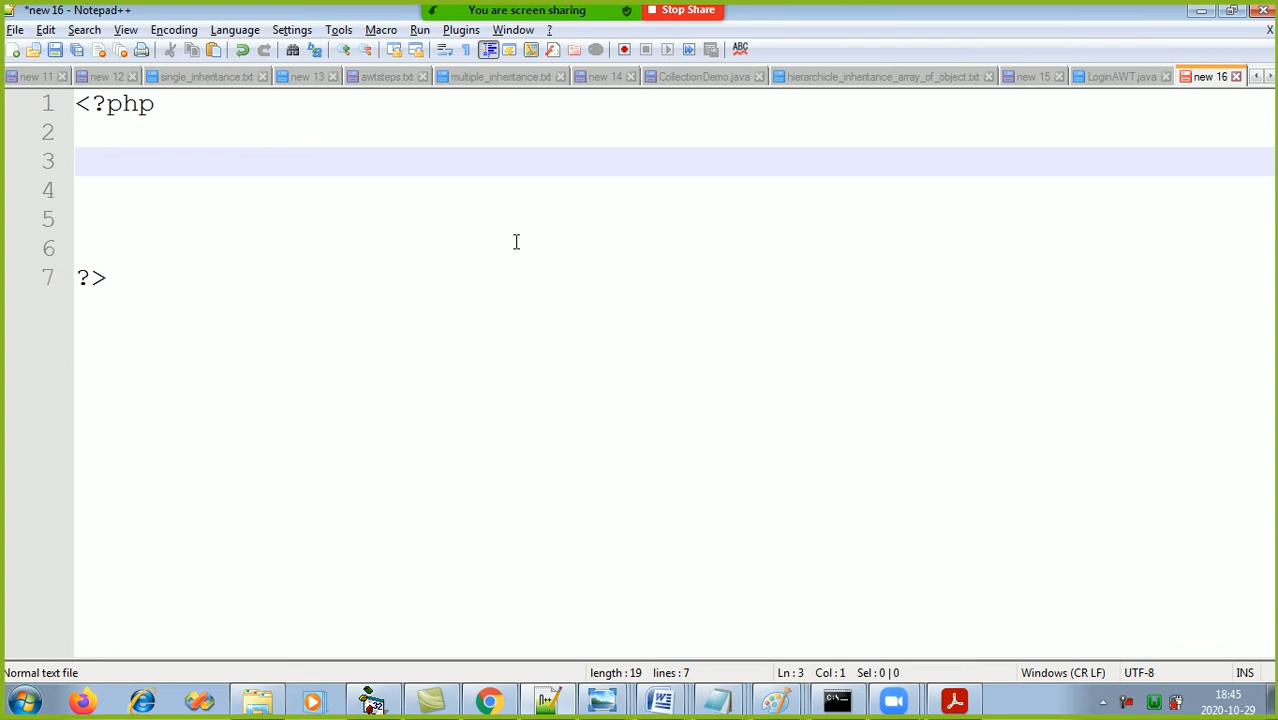 *new 16 - Notepad++
You are screen sharing
Stop Share
File Edit Search View Encoding Language Settings Tools Macro Run Plugins Window ? X
ABC
new 11 new 12 single_inheritance.txt new 13 awtsteps.txt multiple_inheritance.txt new 14 CollectionDemo.java hierarchicle_inheritance_array_of_object.txt new 15 LoginAWT.java new 16
1 <?php
2
3
4
5
6
7 ?>
Normal text file length : 19 lines : 7 Ln : 3 Col : 1 Sel : 0 | 0 Windows (CR LF) UTF-8 INS
18:45
2020-10-29